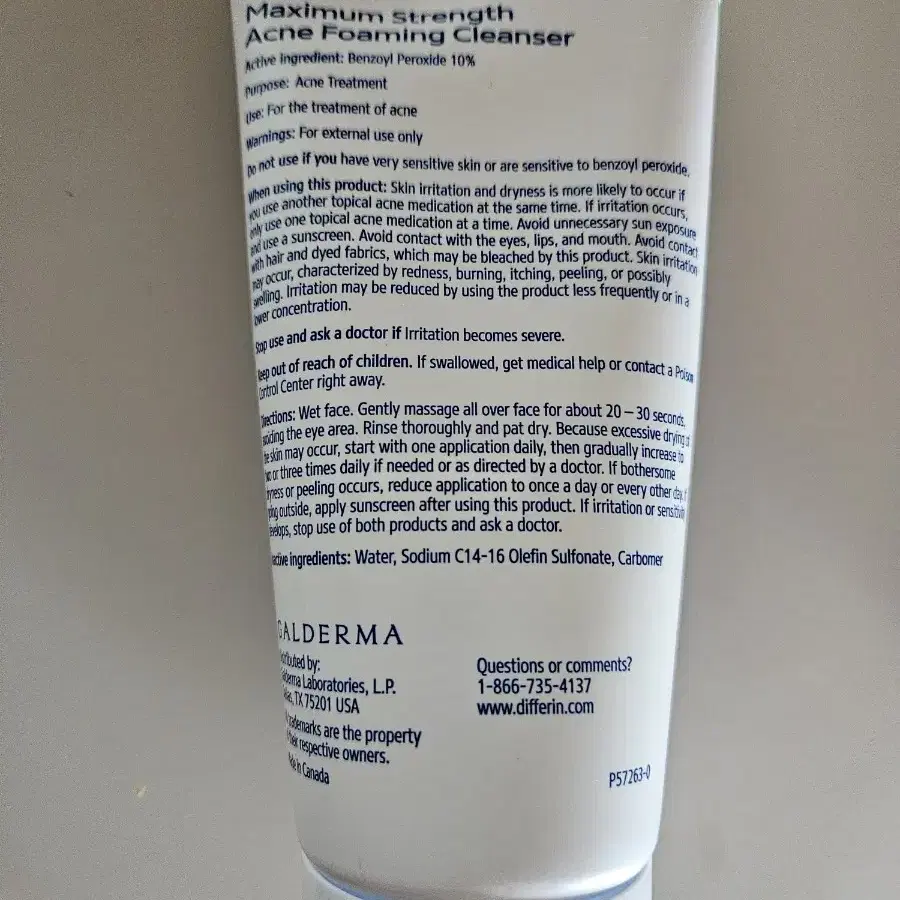 Maximum Strength
Acne Foaming Cleanser
Active ingredient: Benzoyl Peroxide 10%
Purpose: Acne Treatment
Use: For the treatment of acne
Warnings: For external use only
Do not use if you have very sensitive skin or are sensitive to benzoyl peroxide.
When using this product: Skin irritation and dryness is more likely to occur if
you use another topical acne medication at the same time. If irritation occurs,
only use one topical acne medication at a time. Avoid unnecessary sun exposure
and use a sunscreen. Avoid contact with the eyes, lips, and mouth. Avoid contact
with hair and dyed fabrics, which may be bleached by this product. Skin irritation
may occur, characterized by redness, burning, itching, peeling, or possibly
swelling. Irritation may be reduced by using the product less frequently or in a
lower concentration.
Stop use and ask a doctor if Irritation becomes severe.
Keep out of reach of children. If swallowed, get medical help or contact a Poison
Control Center right away.
Directions: Wet face. Gently massage all over face for about 20 – 30 seconds,
avoiding the eye area. Rinse thoroughly and pat dry. Because excessive drying of
the skin may occur, start with one application daily, then gradually increase to
two or three times daily if needed or as directed by a doctor. If bothersome
dryness or peeling occurs, reduce application to once a day or every other day. If
going outside, apply sunscreen after using this product. If irritation or sensitivity
develops, stop use of both products and ask a doctor.
active ingredients: Water, Sodium C14-16 Olefin Sulfonate, Carbomer
GALDERMA
Distributed by:
Galderma Laboratories, L.P.
Dallas, TX 75201 USA
trademarks are the property
their respective owners.
Made in Canada
Questions or comments?
1-866-735-4137
www.differin.com
P57263-0